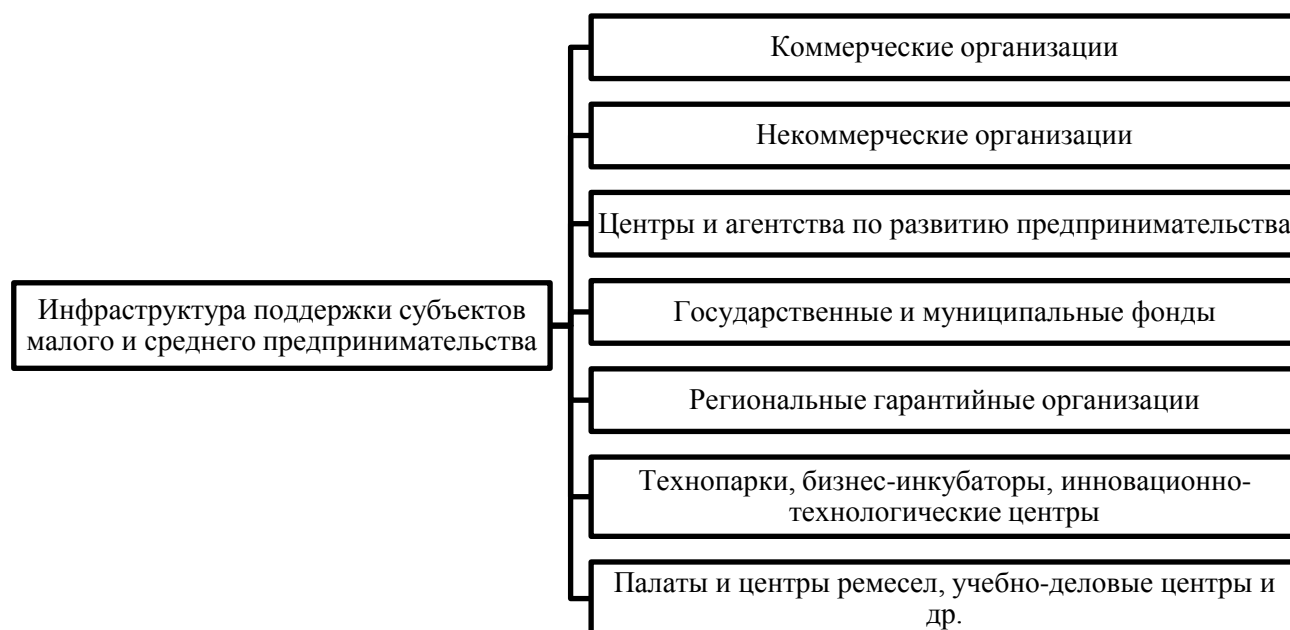 Коммерческие организации
Некоммерческие организации
Центры и агентства по развитию предпринимательства
Инфраструктура поддержки субъектов
малого и среднего предпринимательства
Государственные и муниципальные фонды
Региональные гарантийные организации
Технопарки, бизнес-инкубаторы, инновационно-
технологические центры
Палаты и центры ремесел, учебно-деловые центры и
др.